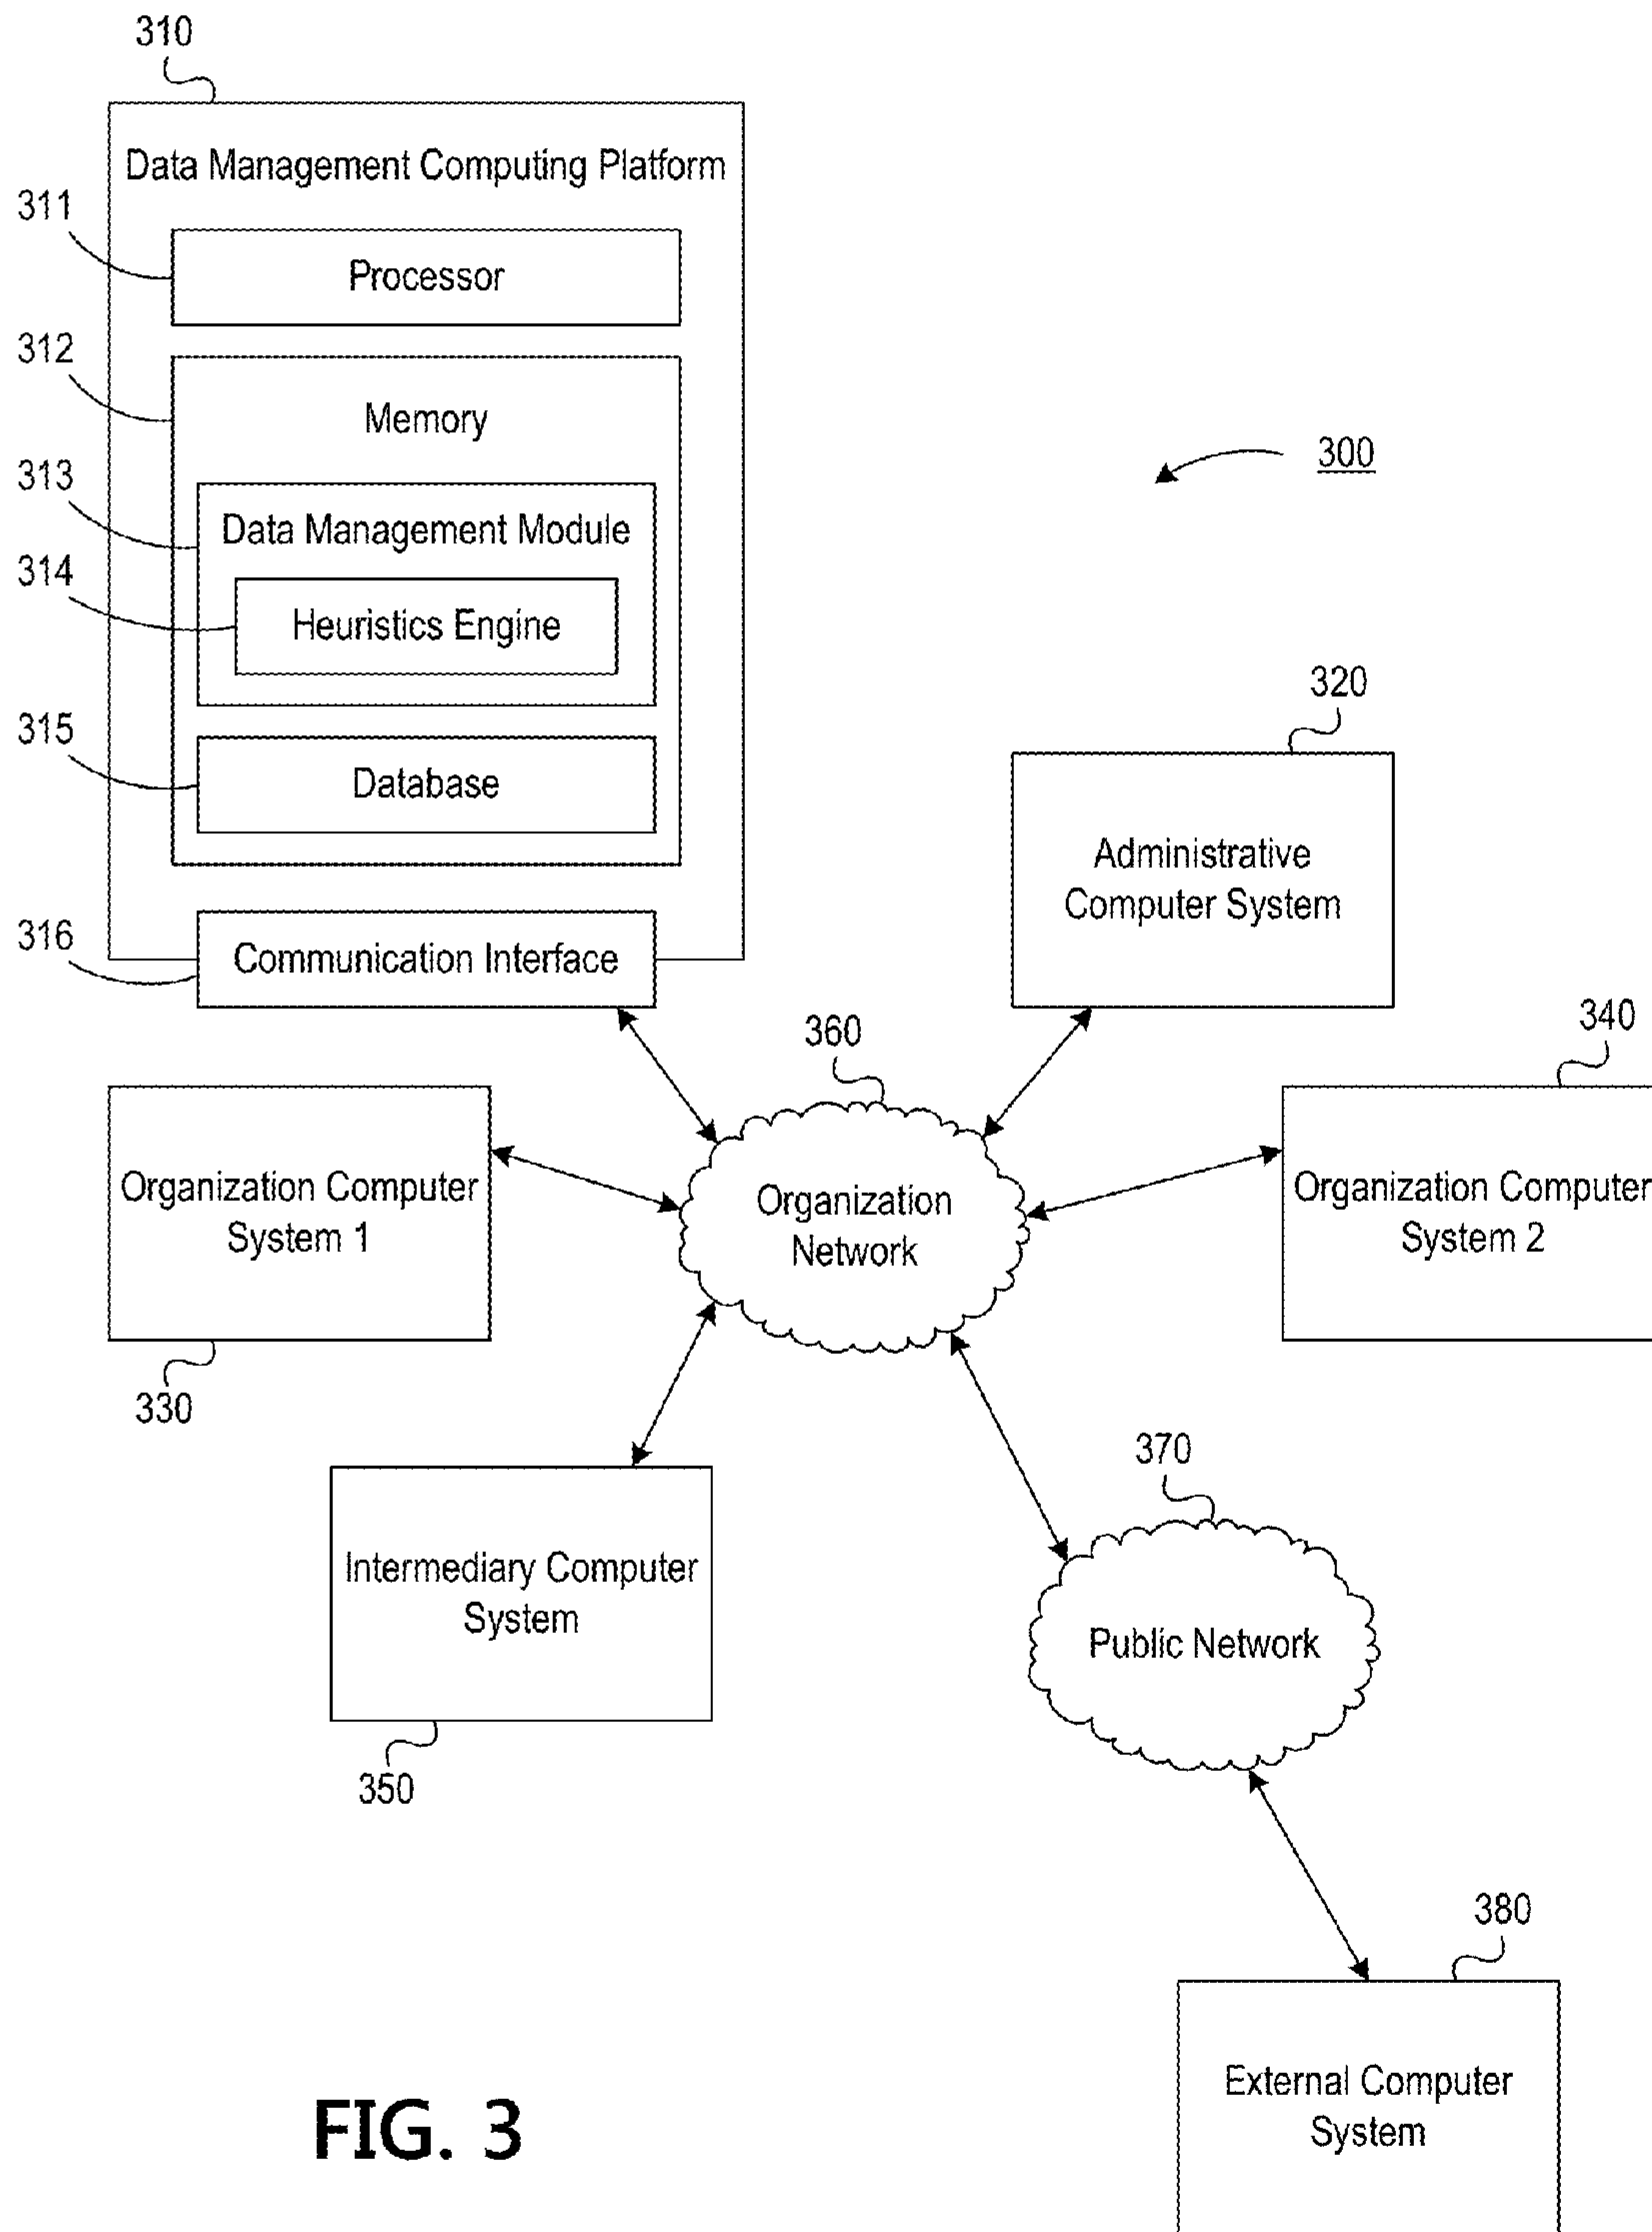 310
Data Management Computing Platform
311
Processor
312
Memory
313
Data Management Module
314
Heuristics Engine
315
Database
316
Communication Interface
300
320
Administrative
Computer System
360
340
Organization Computer
System 1
Organization
Network
Organization Computer
System 2
330
370
Intermediary Computer
System
Public Network
350
380
External Computer
System
FIG. 3